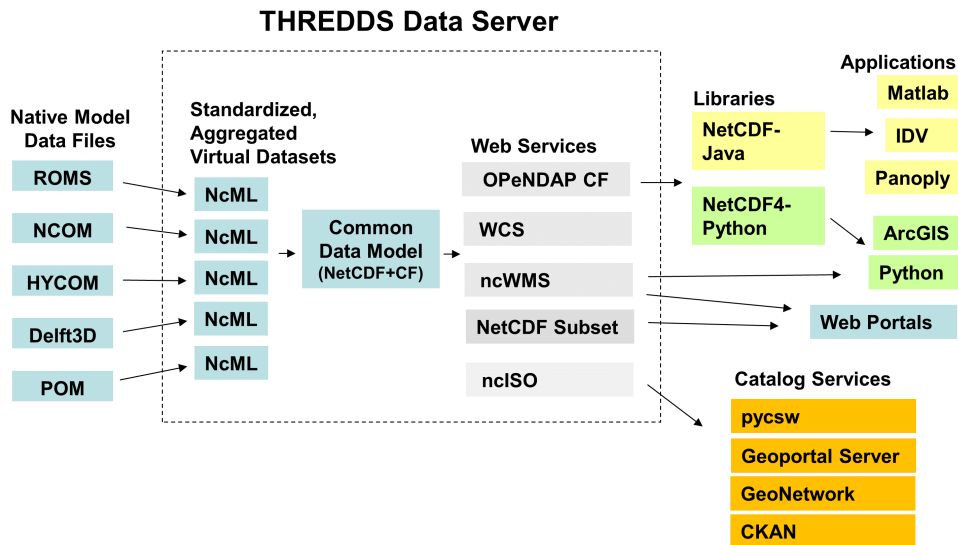 THREDDS Data Server
Native Model
Data Files
ROMS
NCOM
HYCOM
Delft3D
POM
Standardized,
Aggregated
Virtual Datasets
NcML
NcML
NcML
NcML
NcML
Common
Data Model
(NetCDF+CF)
Web Services
OPeNDAP CF
WCS
ncWMS
NetCDF Subset
ncISO
Libraries
NetCDF-
Java
NetCDF4-
Python
Applications
Matlab
IDV
Panoply
ArcGIS
Python
Web Portals
Catalog Services
pycsw
Geoportal Server
GeoNetwork
CKAN